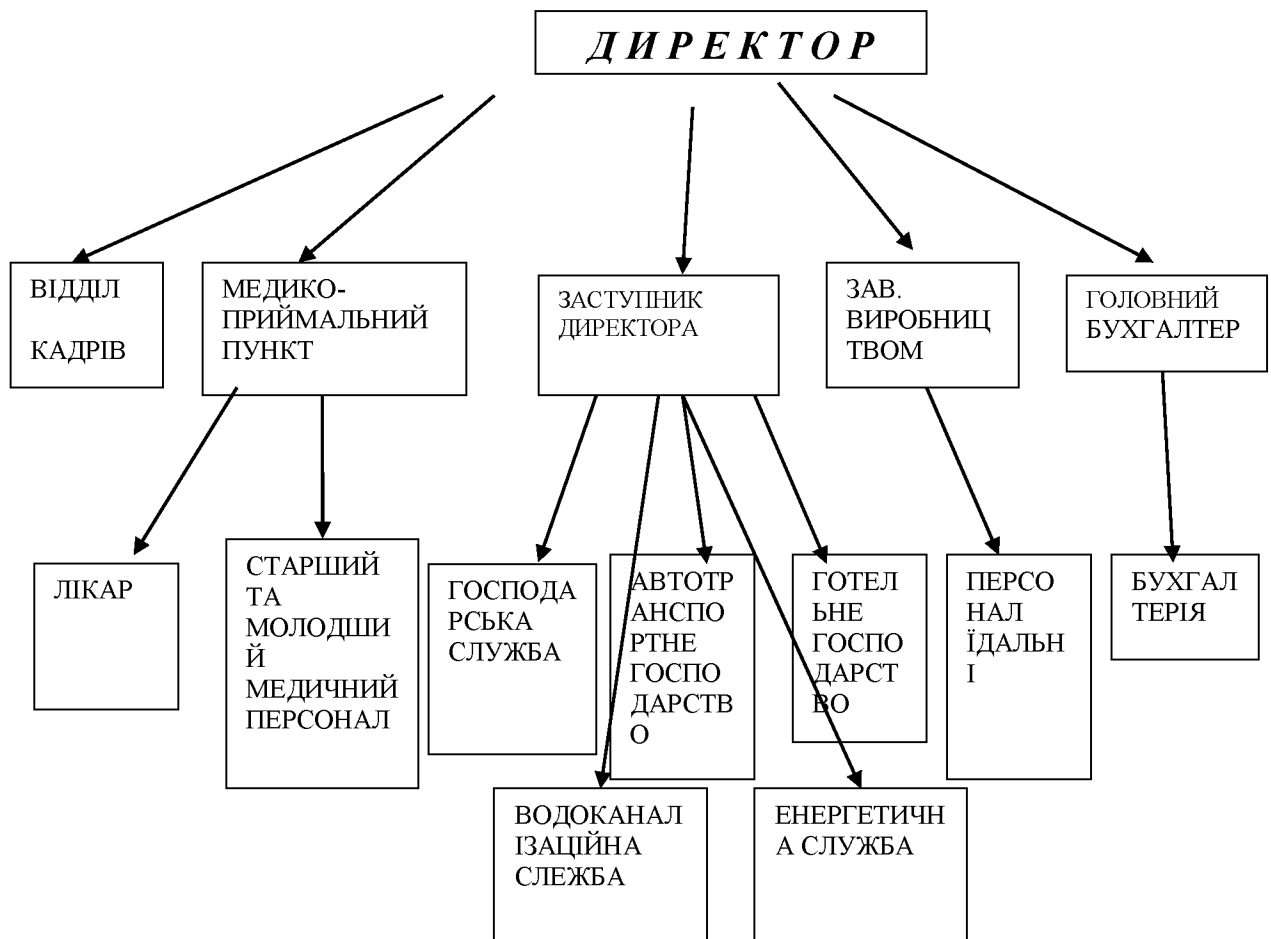 Д И Р Е К Т О Р
ВІДДІЛ
КАДРІВ
МЕДИКО-
ПРИЙМАЛЬНИЙ
ПУНКТ
ЗАСТУПНИК
ДИРЕКТОРА
ЗАВ.
ВИРОБНИЦ
ТВОМ
ГОЛОВНИЙ
БУХГАЛТЕР
ЛІКАР
СТАРШИЙ
ТА
МОЛОДШИ
Й
МЕДИЧНИЙ
ПЕРСОНАЛ
ГОСПОДА
РСЬКА
СЛУЖБА
АВТОТР
АНСПО
РТНЕ
ГОСПО
ДАРСТВ
О
ГОТЕЛ
ЬНЕ
ГОСПО
ДАРСТ
ВО
ПЕРСО
НАЛ
ЇДАЛЬН
І
БУХГАЛ
ТЕРІЯ
ВОДОКАНАЛ
ІЗАЦІЙНА
СЛЕЖБА
ЕНЕРГЕТИЧН
А СЛУЖБА